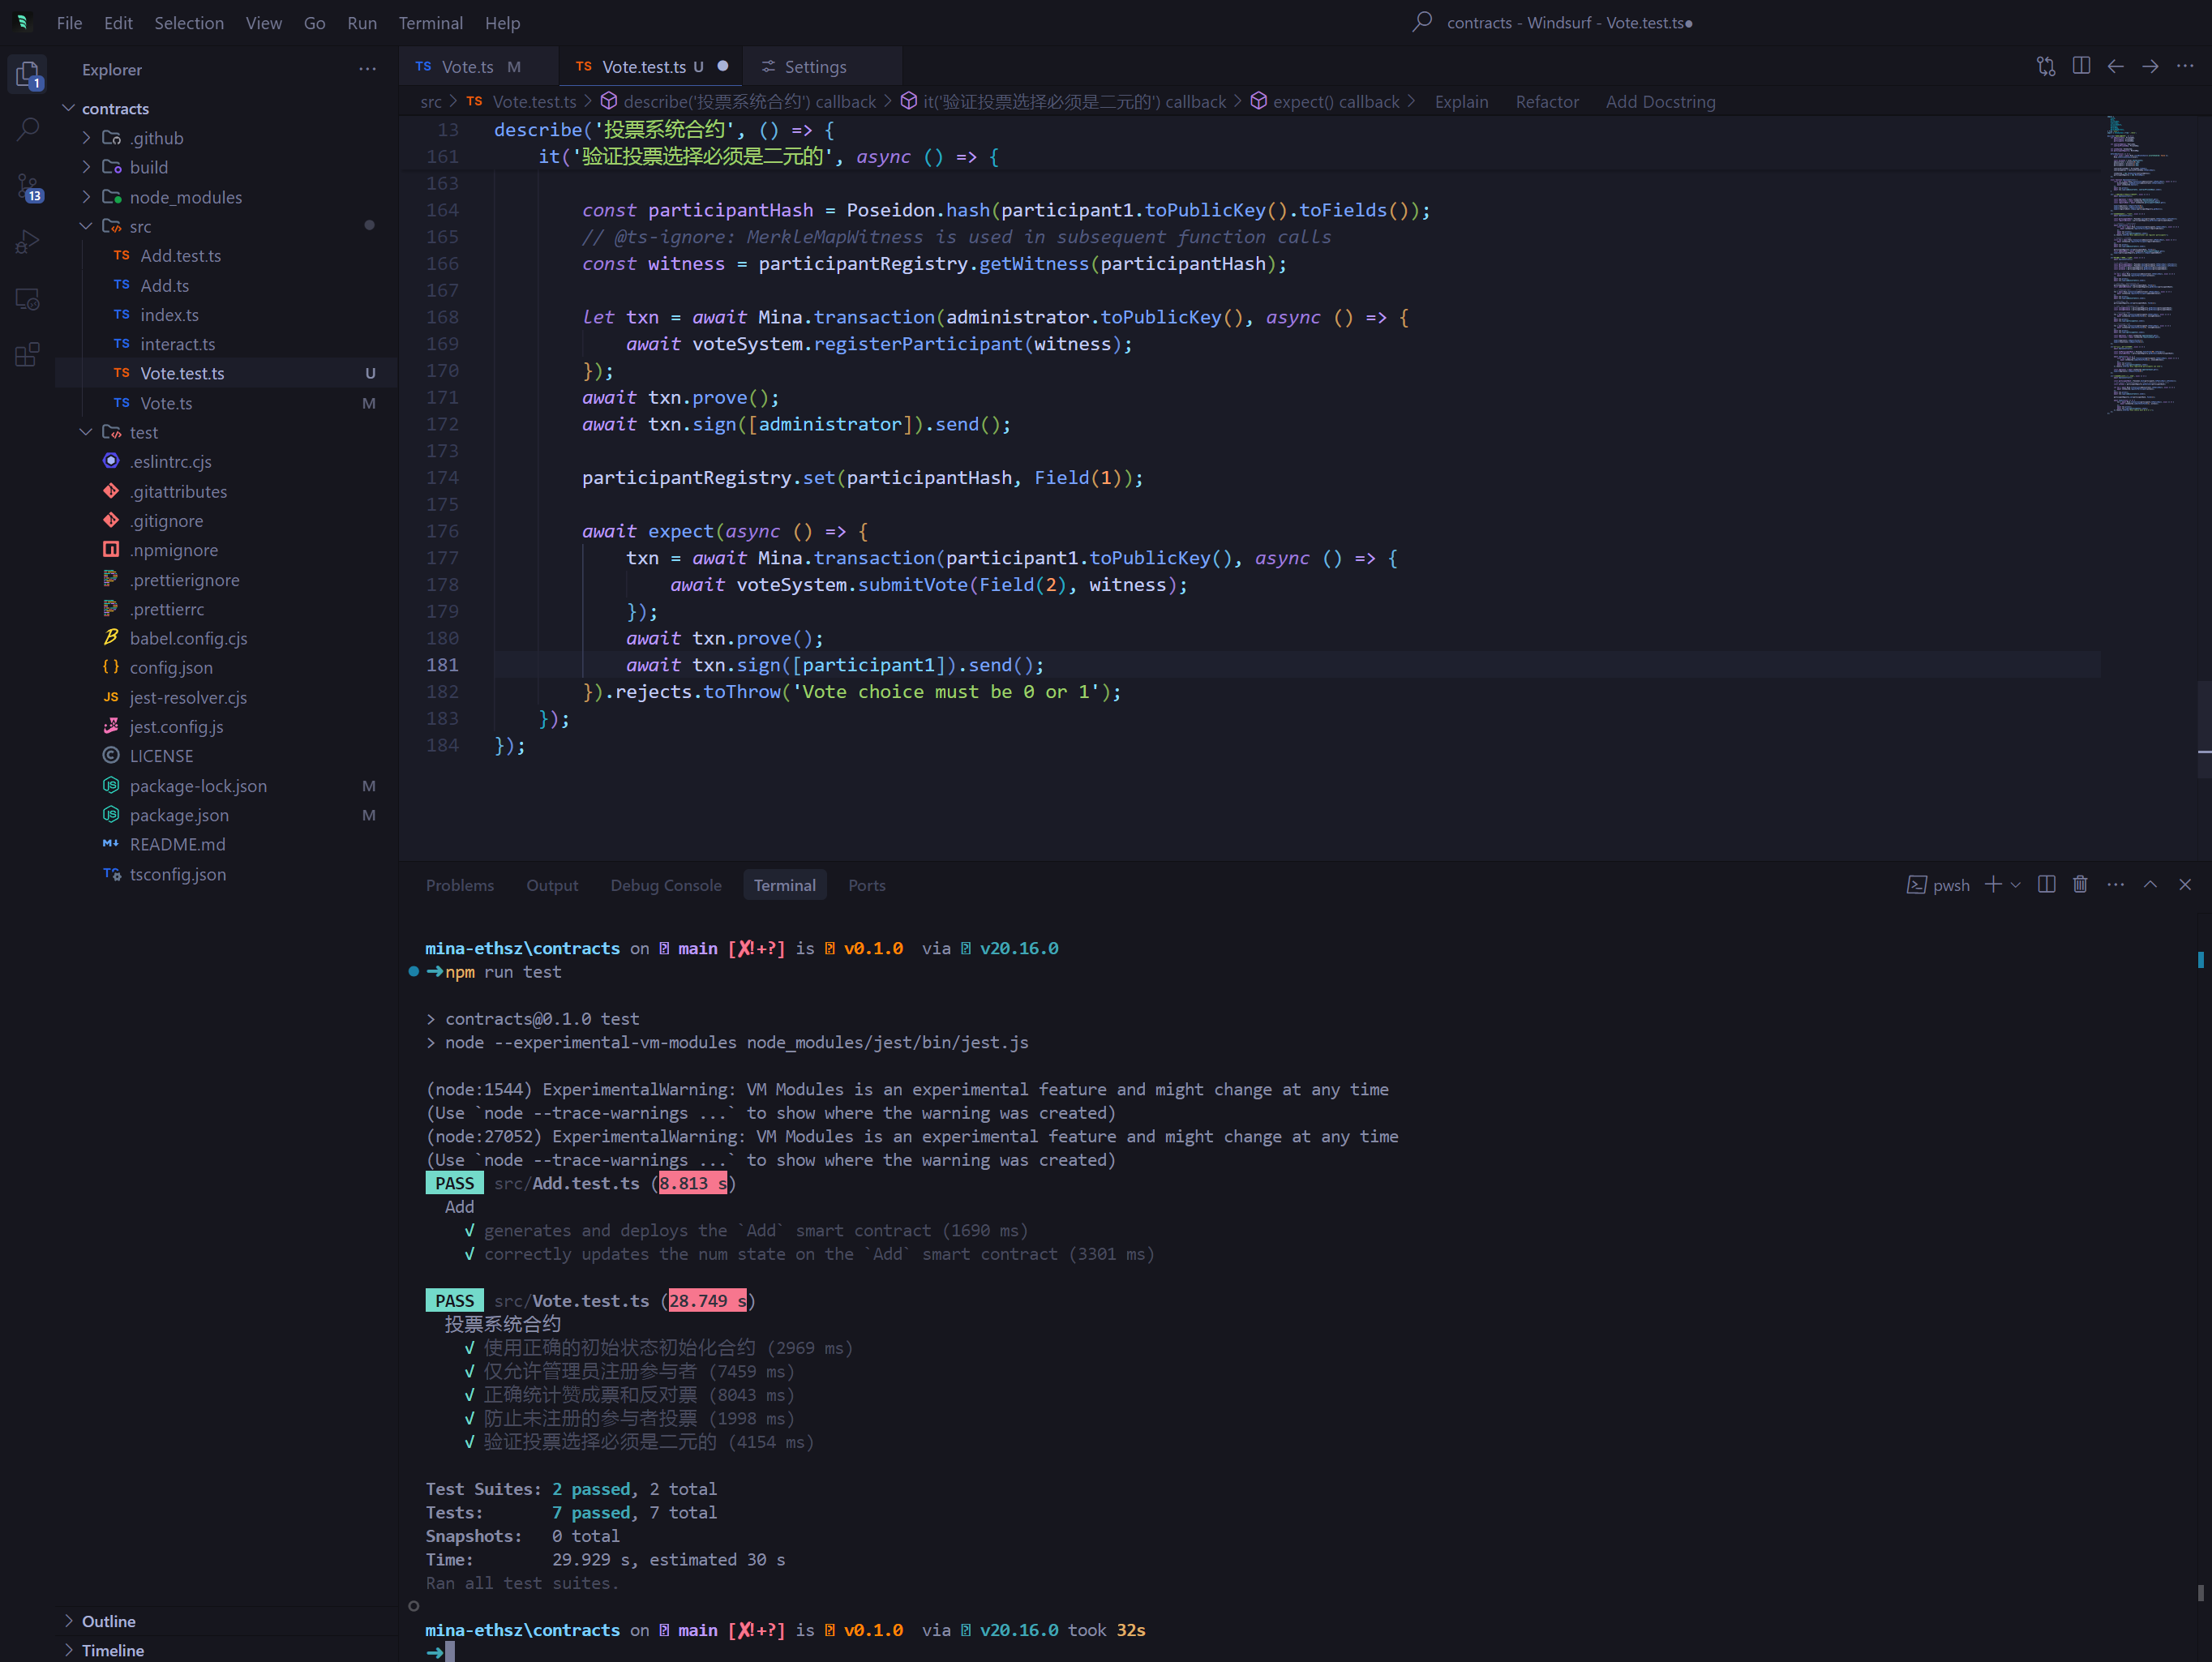 File Edit Selection View Go Run Terminal Help
contracts - Windsurf - Vote.test.ts●
Explorer
1
13
contracts
.github
build
node_modules
src
TS Add.test.ts
TS Add.ts
TS index.ts
TS interact.ts
TS Vote.test.ts U
TS Vote.ts M
test
.eslintrc.cjs
.gitattributes
.gitignore
.npmignore
.prettierignore
.prettierrc
babel.config.cjs
config.json
JS jest-resolver.cjs
jest.config.js
LICENSE
package-lock.json M
package.json M
README.md
tsconfig.json
Outline
Timeline
TS Vote.ts M
TS Vote.test.ts U
Settings
src > TS Vote.test.ts > describe('投票系统合约') callback > it('验证投票选择必须是二元的') callback > expect() callback > Explain Refactor Add Docstring
13 describe('投票系统合约', () => {
161 it('验证投票选择必须是二元的', async () => {
163
164 const participantHash = Poseidon.hash(participant1.toPublicKey().toFields());
165 // @ts-ignore: MerkleMapWitness is used in subsequent function calls
166 const witness = participantRegistry.getWitness(participantHash);
167
168 let txn = await Mina.transaction(administrator.toPublicKey(), async () => {
169 await voteSystem.registerParticipant(witness);
170 });
171 await txn.prove();
172 await txn.sign([administrator]).send();
173
174 participantRegistry.set(participantHash, Field(1));
175
176 await expect(async () => {
177 txn = await Mina.transaction(participant1.toPublicKey(), async () => {
178 await voteSystem.submitVote(Field(2), witness);
179 });
180 await txn.prove();
181 await txn.sign([participant1]).send();
182 }).rejects.toThrow('Vote choice must be 0 or 1');
183 });
184 });
Problems Output Debug Console Terminal Ports
pwsh
mina-ethsz\contracts on main [✘!+?] is v0.1.0 via v20.16.0
➜npm run test
> contracts@0.1.0 test
> node --experimental-vm-modules node_modules/jest/bin/jest.js
(node:1544) ExperimentalWarning: VM Modules is an experimental feature and might change at any time
(Use `node --trace-warnings ...` to show where the warning was created)
(node:27052) ExperimentalWarning: VM Modules is an experimental feature and might change at any time
(Use `node --trace-warnings ...` to show where the warning was created)
PASS src/Add.test.ts (8.813 s)
Add
√ generates and deploys the `Add` smart contract (1690 ms)
√ correctly updates the num state on the `Add` smart contract (3301 ms)
PASS src/Vote.test.ts (28.749 s)
投票系统合约
√ 使用正确的初始状态初始化合约 (2969 ms)
√ 仅允许管理员注册参与者 (7459 ms)
√ 正确统计赞成票和反对票 (8043 ms)
√ 防止未注册的参与者投票 (1998 ms)
√ 验证投票选择必须是二元的 (4154 ms)
Test Suites: 2 passed, 2 total
Tests: 7 passed, 7 total
Snapshots: 0 total
Time: 29.929 s, estimated 30 s
Ran all test suites.
mina-ethsz\contracts on main [✘!+?] is v0.1.0 via v20.16.0 took 32s
➜